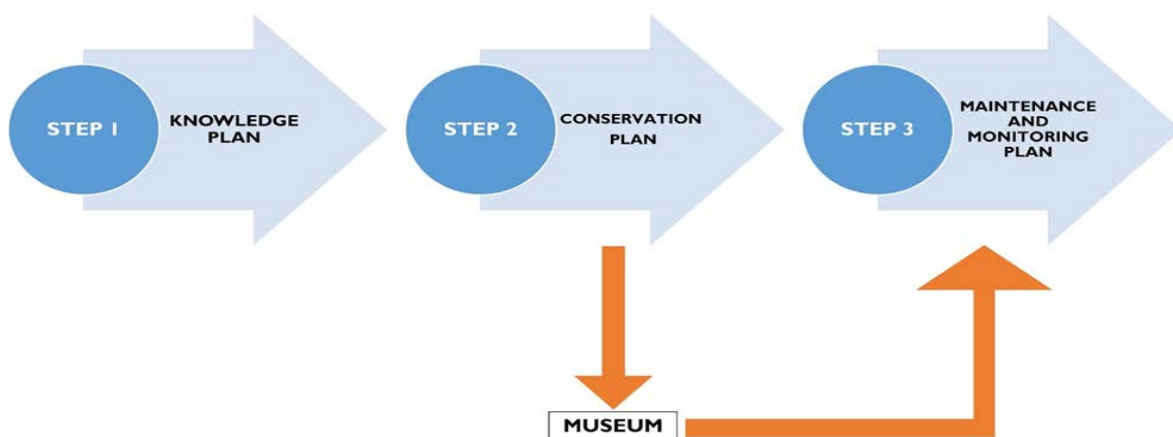 STEP 1
KNOWLEDGE
PLAN
STEP 2
CONSERVATION
PLAN
STEP 3
MAINTENANCE
AND
MONITORING
PLAN
MUSEUM